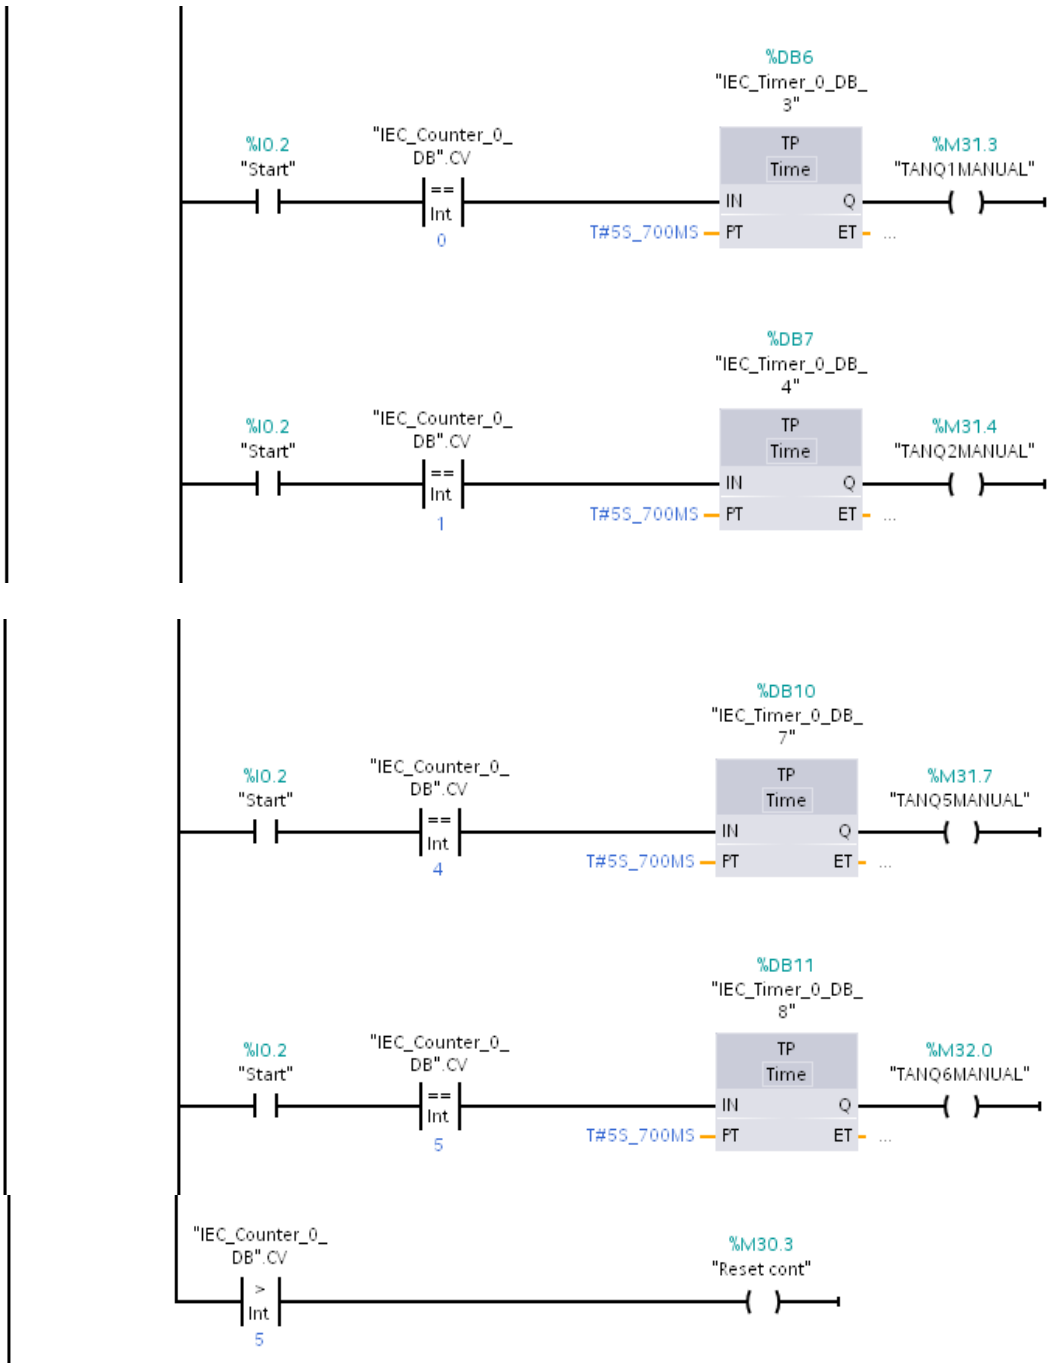 %DB6
"IEC_Timer_0_DB_
3"
%I0.2
"Start"
"IEC_Counter_0_
DB".CV
==
Int
0
TP
Time
IN
Q
T#5S_700MS
PT
ET
...
%M31.3
"TANQ1MANUAL"
%DB7
"IEC_Timer_0_DB_
4"
%I0.2
"Start"
"IEC_Counter_0_
DB".CV
==
Int
1
TP
Time
IN
Q
T#5S_700MS
PT
ET
...
%M31.4
"TANQ2MANUAL"
%DB10
"IEC_Timer_0_DB_
7"
%I0.2
"Start"
"IEC_Counter_0_
DB".CV
==
Int
4
TP
Time
IN
Q
T#5S_700MS
PT
ET
...
%M31.7
"TANQ5MANUAL"
%DB11
"IEC_Timer_0_DB_
8"
%I0.2
"Start"
"IEC_Counter_0_
DB".CV
==
Int
5
TP
Time
IN
Q
T#5S_700MS
PT
ET
...
%M32.0
"TANQ6MANUAL"
"IEC_Counter_0_
DB".CV
>
Int
5
%M30.3
"Reset cont"